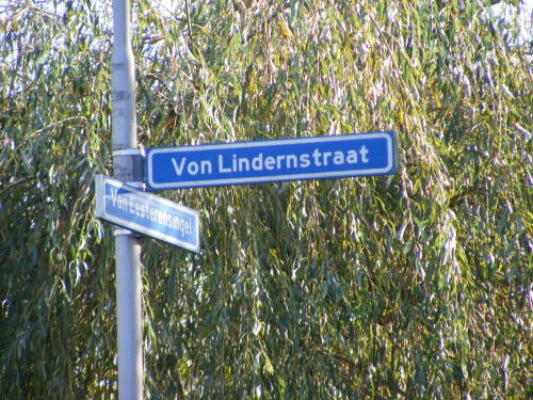 Von Lindernstraat
Van Eesterensingel